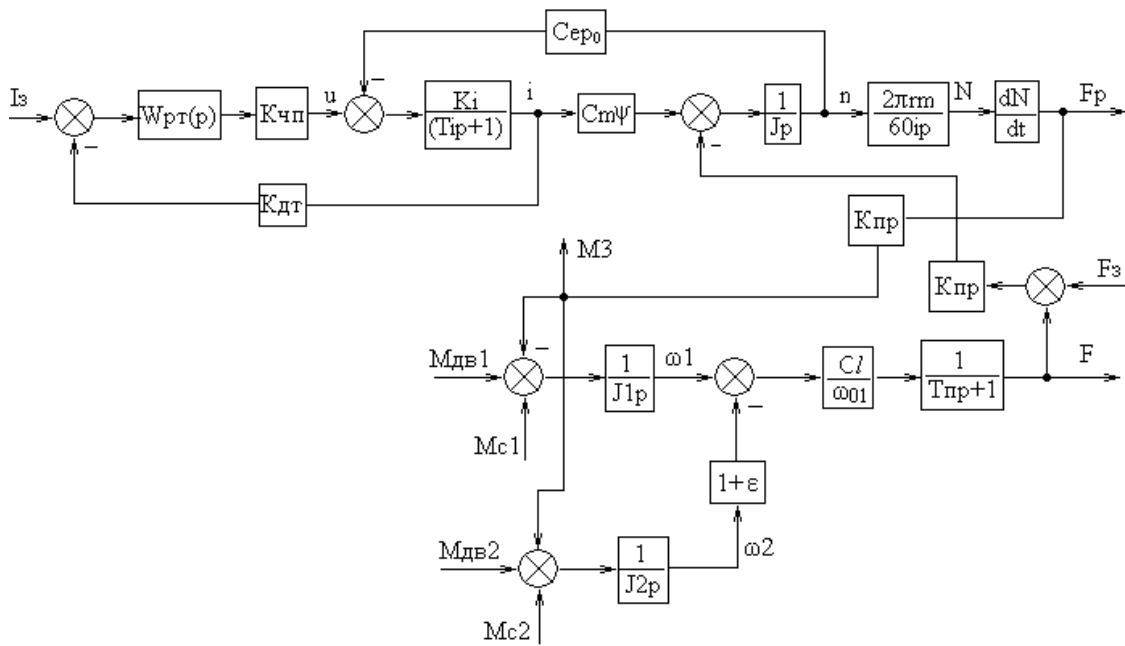 Cep₀
Iз
Wрт(p)
Kчп
u
Ki
(Tip+1)
i
Cmψ
1
Jp
n
2πrm
60ip
N
dN
dt
Fp
Kдт
Kпр
M3
Kпр
Fз
Mдв1
1
J1p
ω1
Cl
ω01
1
Tпр+1
F
Mc1
1+ε
Mдв2
1
J2p
ω2
Mc2